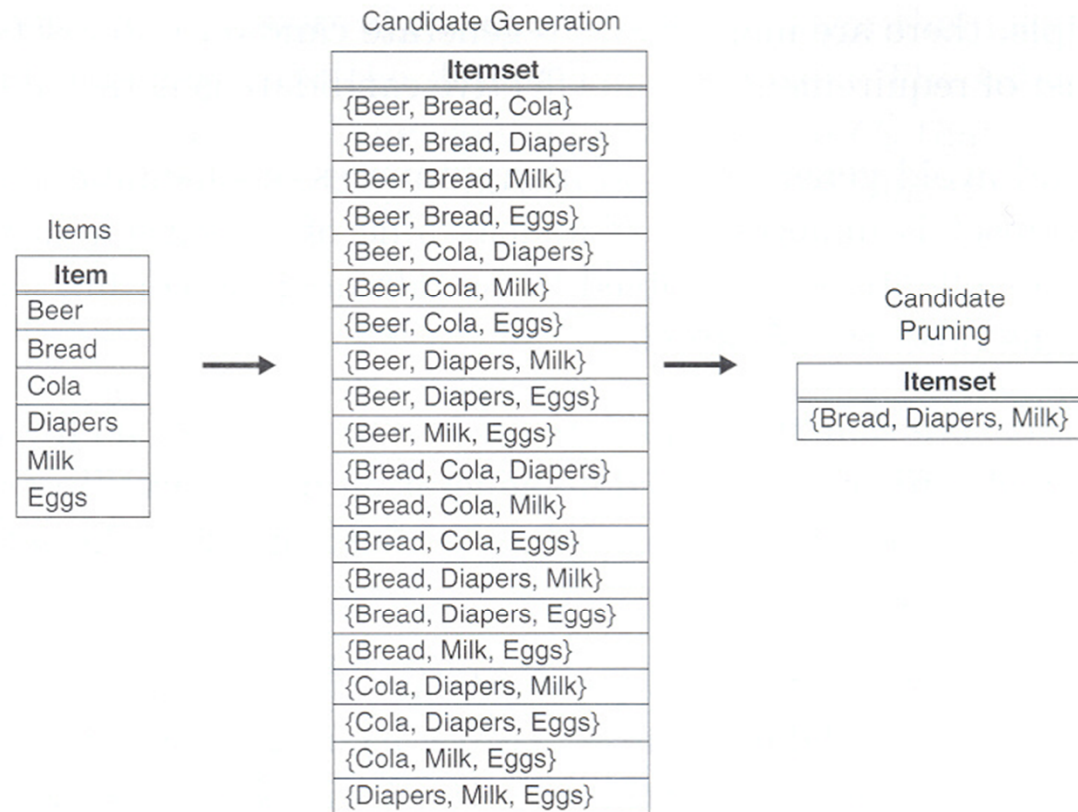 Candidate Generation
Itemset
{Beer, Bread, Cola}
{Beer, Bread, Diapers}
{Beer, Bread, Milk}
{Beer, Bread, Eggs}
{Beer, Cola, Diapers}
{Beer, Cola, Milk}
{Beer, Cola, Eggs}
{Beer, Diapers, Milk}
{Beer, Diapers, Eggs}
{Beer, Milk, Eggs}
{Bread, Cola, Diapers}
{Bread, Cola, Milk}
{Bread, Cola, Eggs}
{Bread, Diapers, Milk}
{Bread, Diapers, Eggs}
{Bread, Milk, Eggs}
{Cola, Diapers, Milk}
{Cola, Diapers, Eggs}
{Cola, Milk, Eggs}
{Diapers, Milk, Eggs}
Items
Item
Beer
Bread
Cola
Diapers
Milk
Eggs
Candidate
Pruning
Itemset
{Bread, Diapers, Milk}